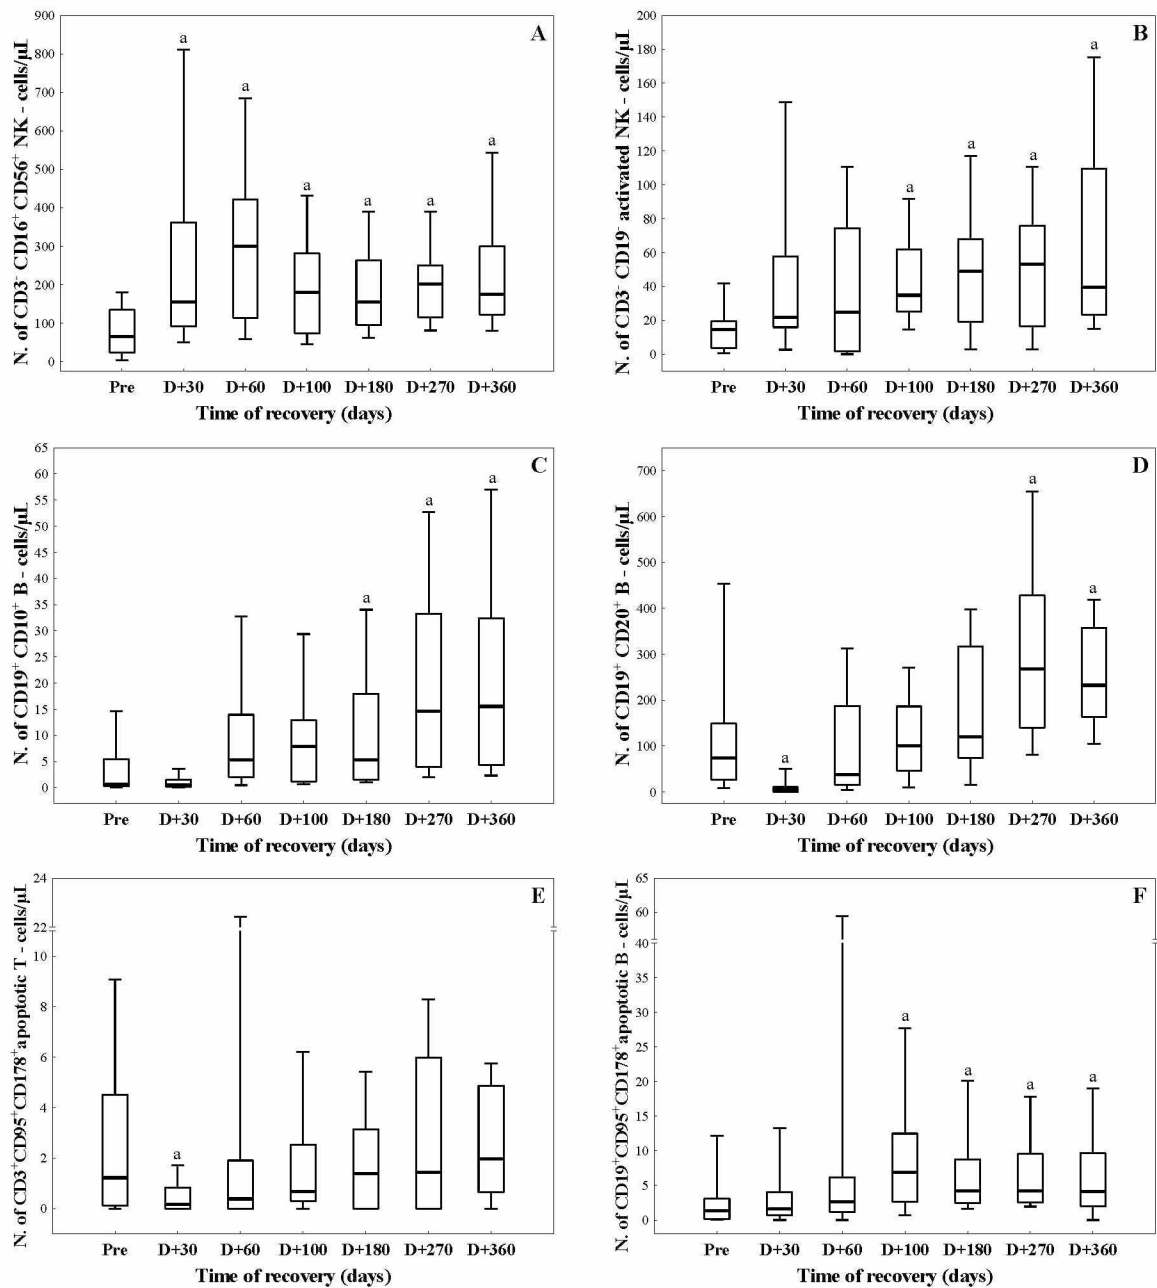 A
N. of CD3- CD16+ CD56+ NK - cells/µL
900
800
700
600
500
400
300
200
100
0
a a a a a a
Pre D+30 D+60 D+100 D+180 D+270 D+360
Time of recovery (days)
B
N. of CD3- CD19- activated NK - cells/µL
200
180
160
140
120
100
80
60
40
20
0
a a a a
Pre D+30 D+60 D+100 D+180 D+270 D+360
Time of recovery (days)
C
N. of CD19+ CD10+ B - cells/µL
65
60
55
50
45
40
35
30
25
20
15
10
5
0
a a a
Pre D+30 D+60 D+100 D+180 D+270 D+360
Time of recovery (days)
D
N. of CD19+ CD20+ B - cells/µL
700
600
500
400
300
200
100
0
a a a
Pre D+30 D+60 D+100 D+180 D+270 D+360
Time of recovery (days)
E
N. of CD3+CD95+CD178+apoptotic T - cells/µL
24
22
10
8
6
4
2
0
a
Pre D+30 D+60 D+100 D+180 D+270 D+360
Time of recovery (days)
F
N. of CD19+CD95+CD178+apoptotic B - cells/µL
65
60
40
35
30
25
20
15
10
5
0
a a a a
Pre D+30 D+60 D+100 D+180 D+270 D+360
Time of recovery (days)